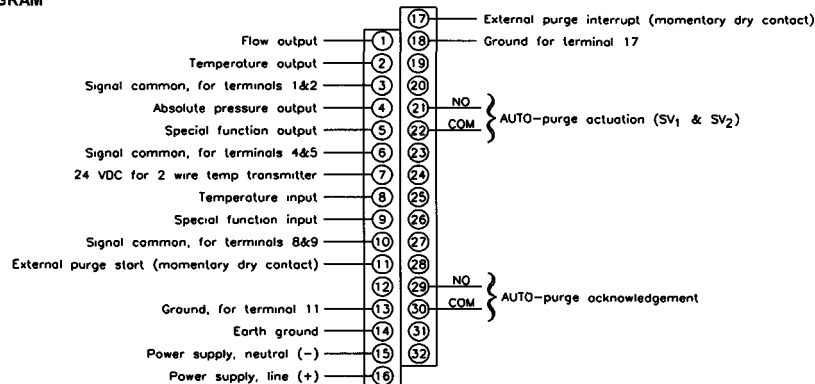 GRAM
17 External purge interrupt (momentary dry contact)
Flow output 1 18 Ground for terminal 17
Temperature output 2 19
Signal common, for terminals 1&2 3 20
Absolute pressure output 4 21 NO
Special function output 5 22 COM AUTO-purge actuation (SV1 & SV2)
Signal common, for terminals 4&5 6 23
24 VDC for 2 wire temp transmitter 7 24
Temperature input 8 25
Special function input 9 26
Signal common, for terminals 8&9 10 27
External purge start (momentary dry contact) 11 28
12 29 NO
Ground, for terminal 11 13 30 COM AUTO-purge acknowledgement
Earth ground 14 31
Power supply, neutral (-) 15 32
Power supply, line (+) 16